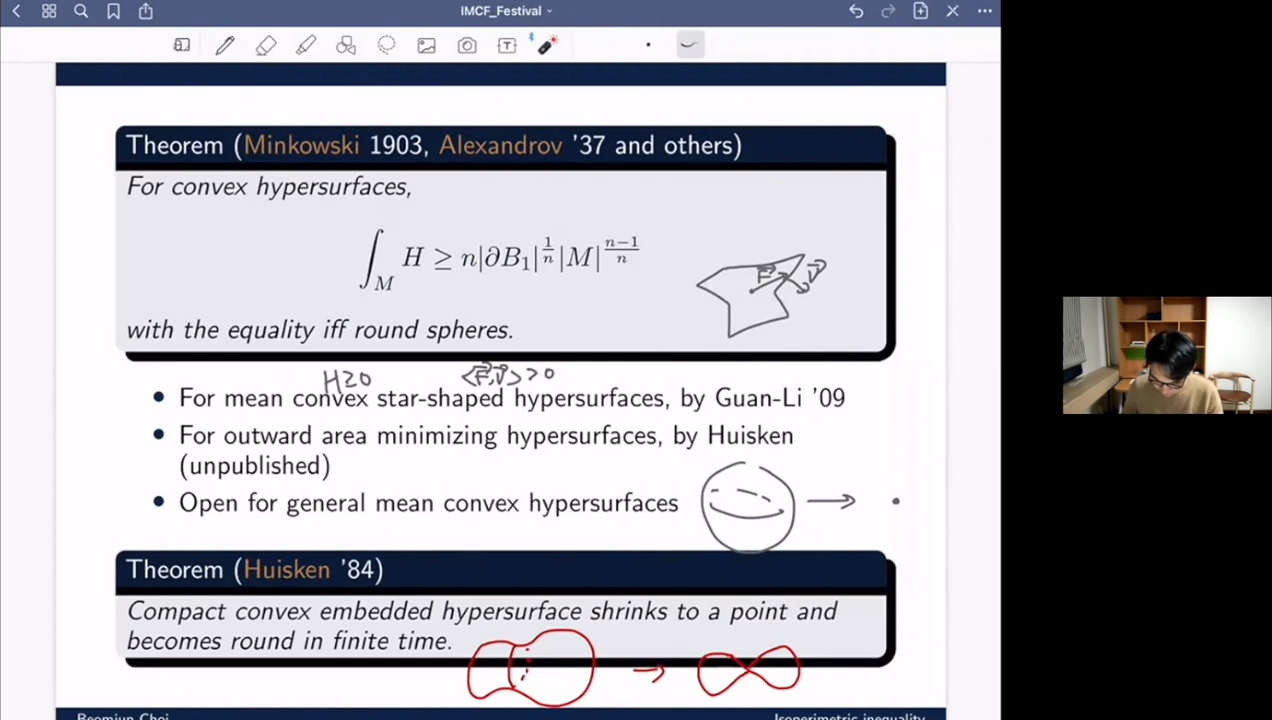 IMCF_Festival
T
Theorem (Minkowski 1903, Alexandrov '37 and others)
For convex hypersurfaces,
∫_M H ≥ n|∂B₁|^{1/n}|M|^{(n−1)/n}
F⃗ ν⃗
with the equality iff round spheres.
H≥0 <F⃗,ν⃗> >0
• For mean convex star-shaped hypersurfaces, by Guan-Li '09
• For outward area minimizing hypersurfaces, by Huisken
(unpublished)
• Open for general mean convex hypersurfaces
Theorem (Huisken '84)
Compact convex embedded hypersurface shrinks to a point and
becomes round in finite time.
Beomjun Choi Isoperimetric inequality